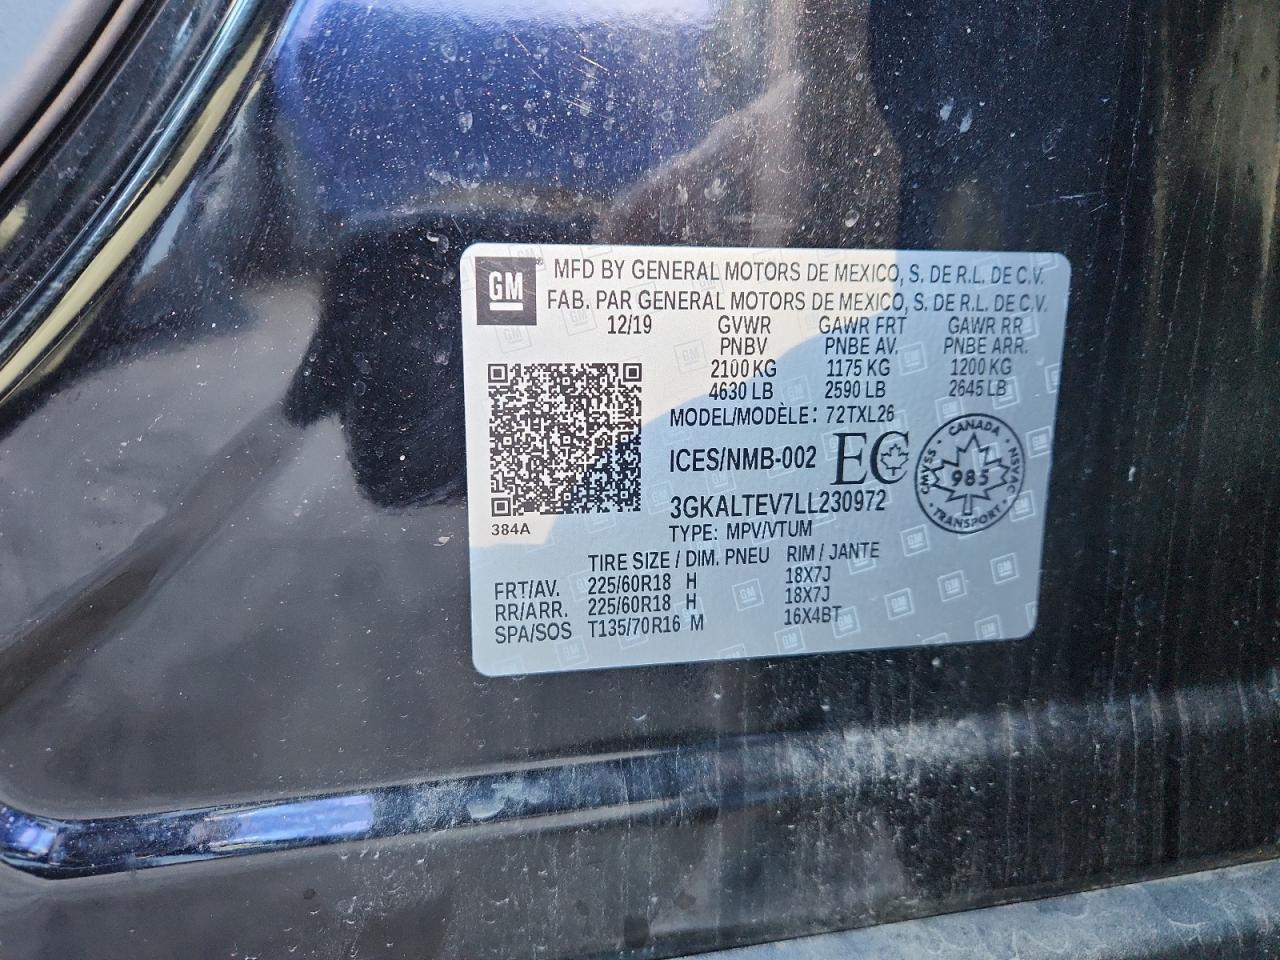 GM
MFD BY GENERAL MOTORS DE MEXICO, S. DE R.L. DE C.V.
FAB. PAR GENERAL MOTORS DE MEXICO, S. DE R.L. DE C.V.
12/19 GVWR GAWR FRT GAWR RR
PNBV PNBE AV. PNBE ARR.
2100 KG 1175 KG 1200 KG
4630 LB 2590 LB 2645 LB
MODEL/MODÈLE: 72TXL26
ICES/NMB-002 EC
CANADA
CMVSS 985 NSVAC
TRANSPORT
3GKALTEV7LL230972
384A
TYPE: MPV/VTUM
TIRE SIZE / DIM. PNEU RIM / JANTE
FRT/AV. 225/60R18 H 18X7J
RR/ARR. 225/60R18 H 18X7J
SPA/SOS T135/70R16 M 16X4BT